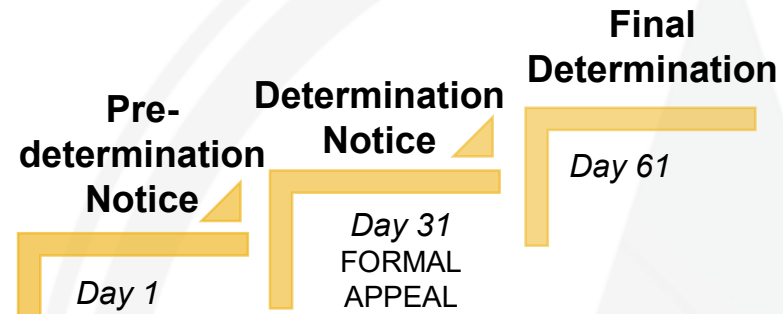 Pre-
determination
Notice
Day 1
Determination
Notice
Day 31
FORMAL
APPEAL
Final
Determination
Day 61